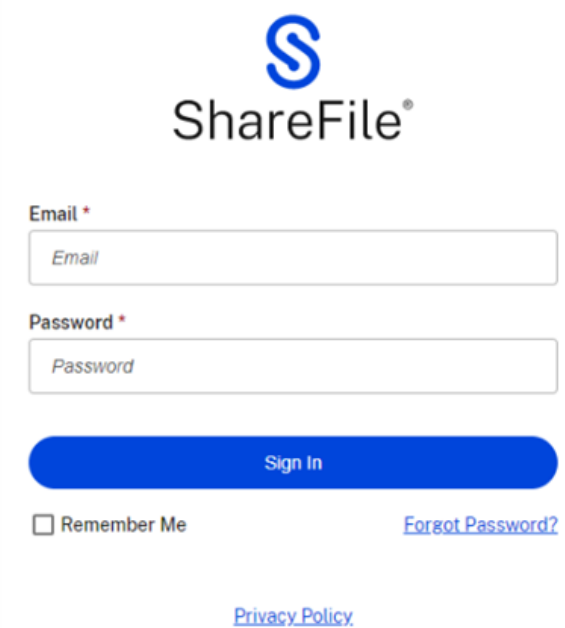 ShareFile®
Email *
Email
Password *
Password
Sign In
Remember Me Forgot Password?
Privacy Policy